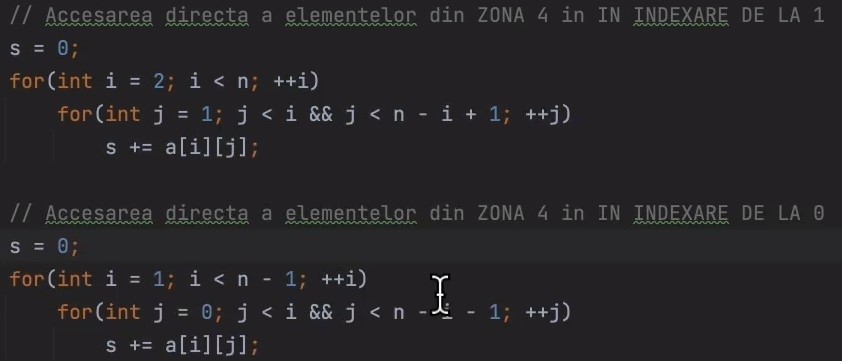 // Accesarea directa a elementelor din ZONA 4 in IN INDEXARE DE LA 1
s = 0;
for(int i = 2; i < n; ++i)
for(int j = 1; j < i && j < n - i + 1; ++j)
s += a[i][j];
// Accesarea directa a elementelor din ZONA 4 in IN INDEXARE DE LA 0
s = 0;
for(int i = 1; i < n - 1; ++i)
for(int j = 0; j < i && j < n - i - 1; ++j)
s += a[i][j];